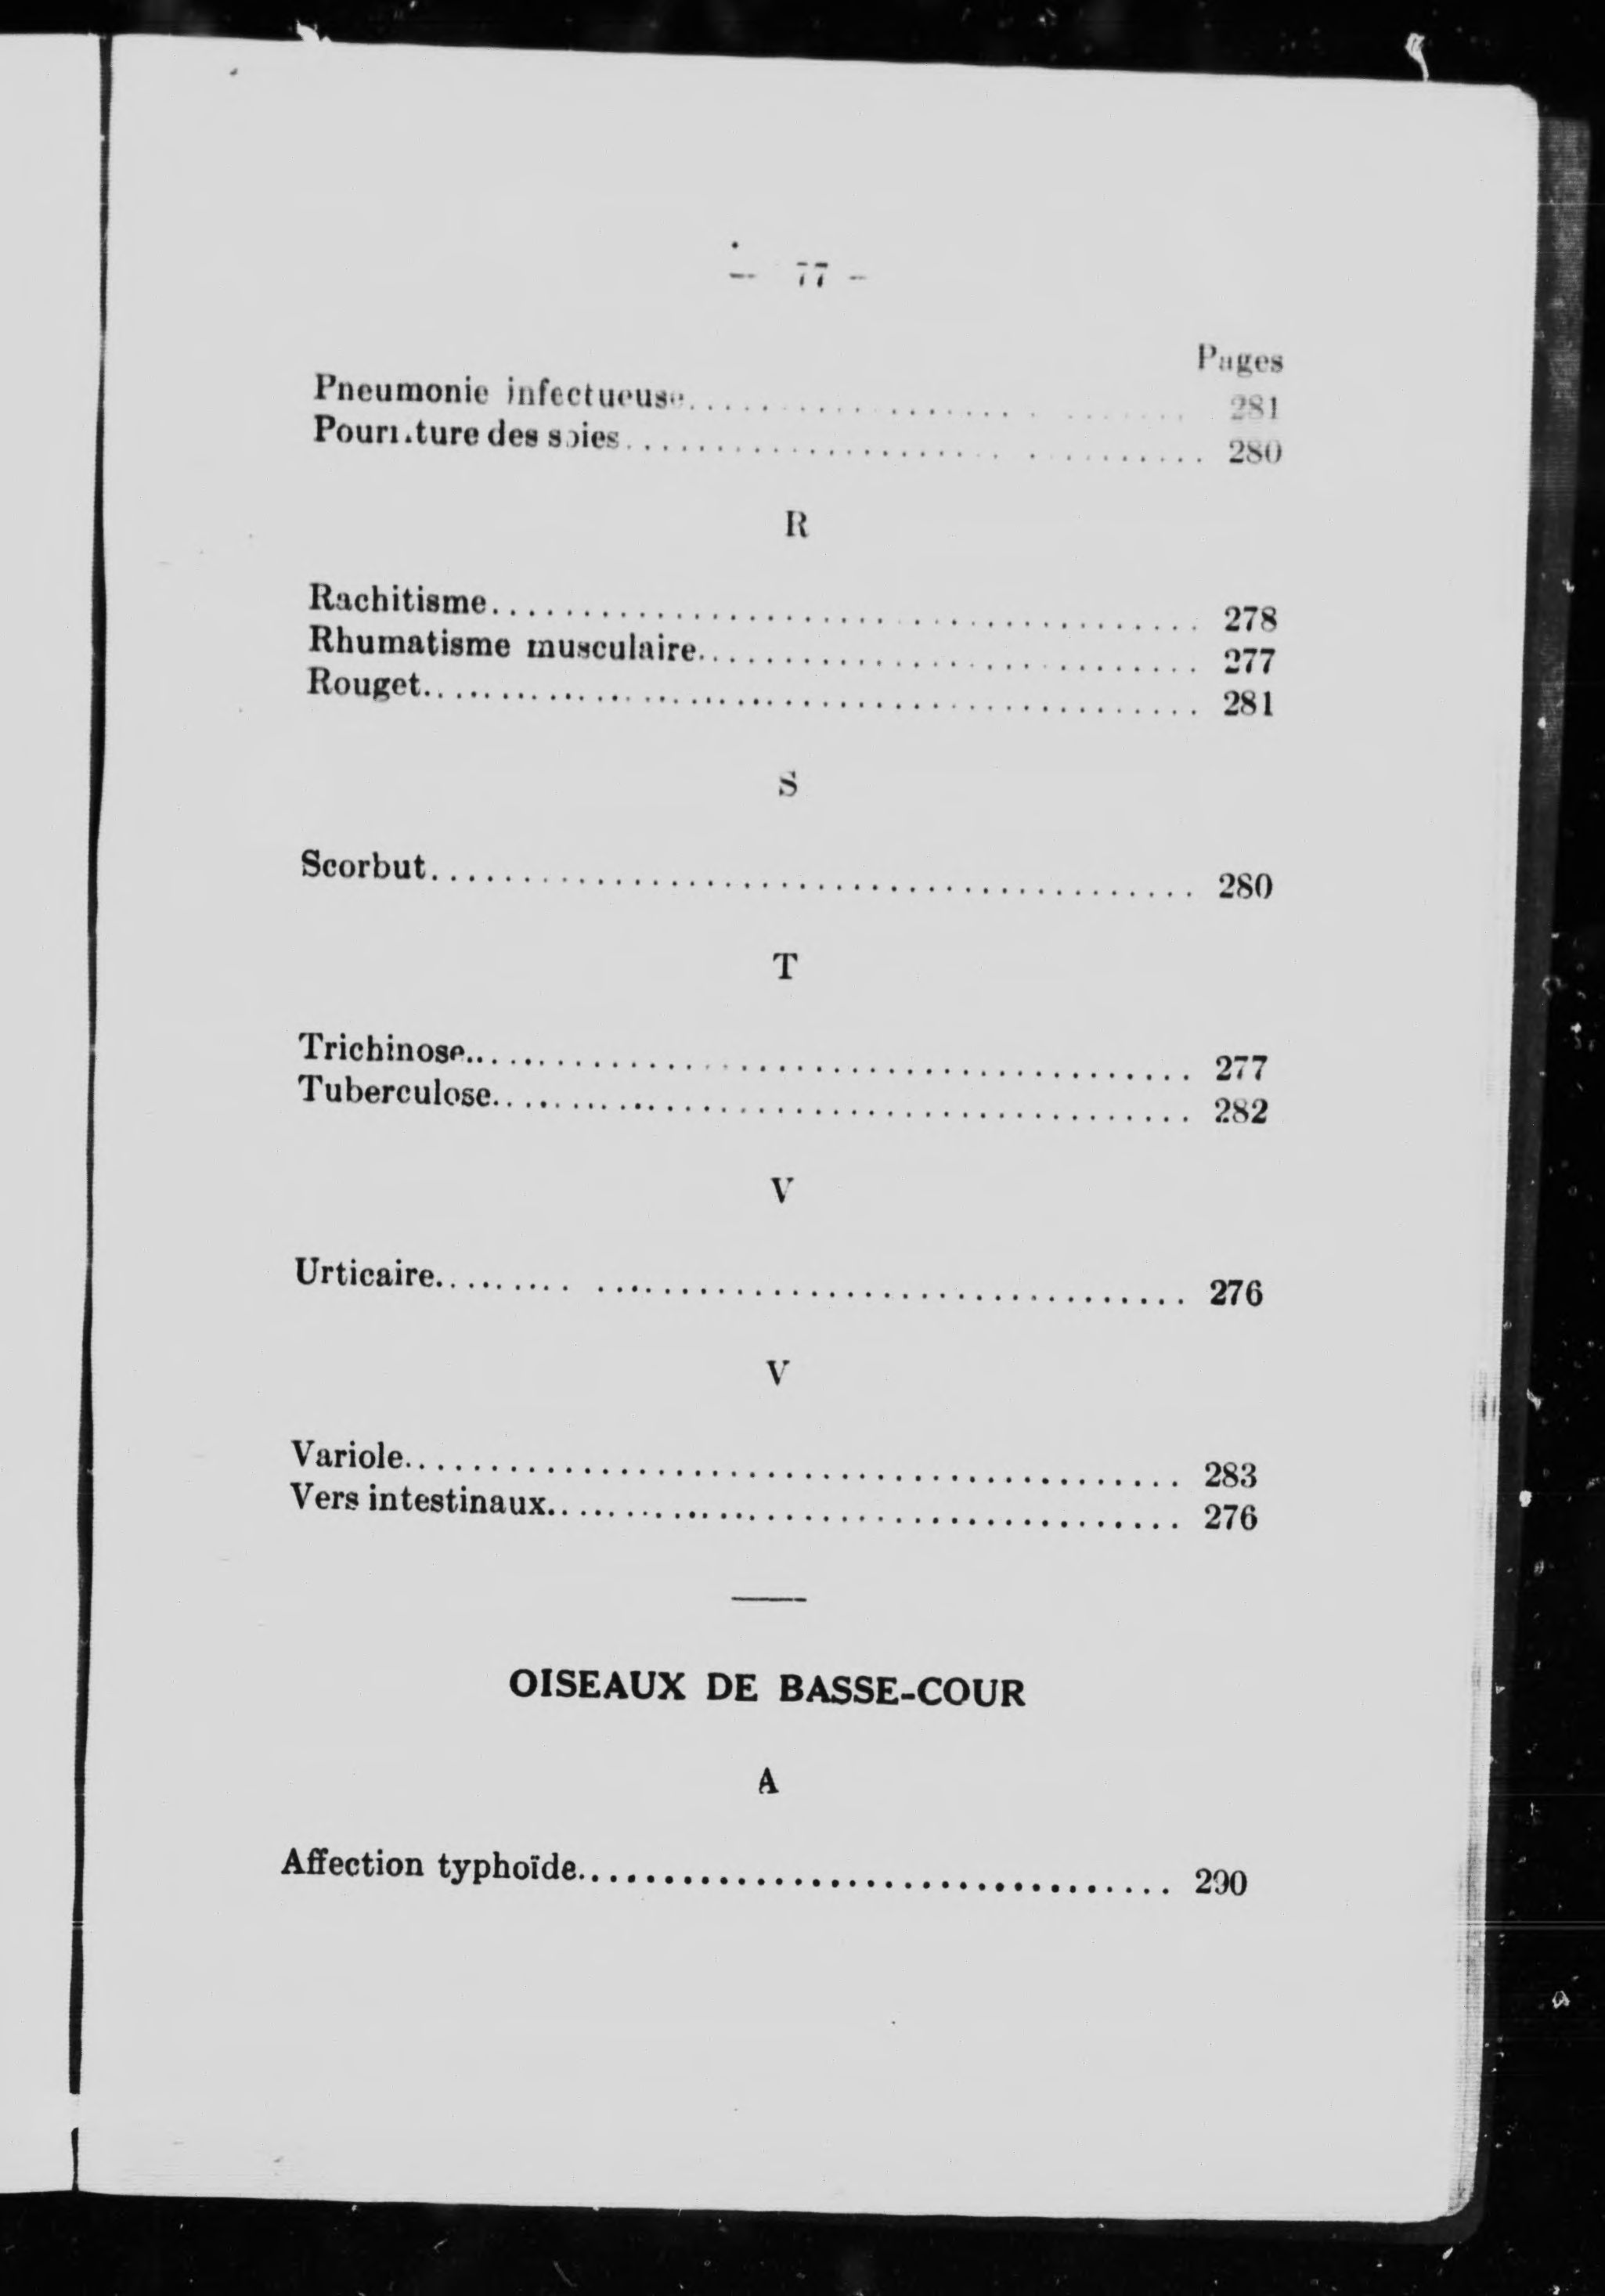 — 77 —
Pages
Pneumonie infectueuse........................ 281
Pourriture des soies............................ 280
R
Rachitisme...................................... 278
Rhumatisme musculaire........................... 277
Rouget.......................................... 281
S
Scorbut......................................... 280
T
Trichinose...................................... 277
Tuberculose..................................... 282
V
Urticaire....................................... 276
V
Variole......................................... 283
Vers intestinaux................................ 276
OISEAUX DE BASSE-COUR
A
Affection typhoïde.............................. 290